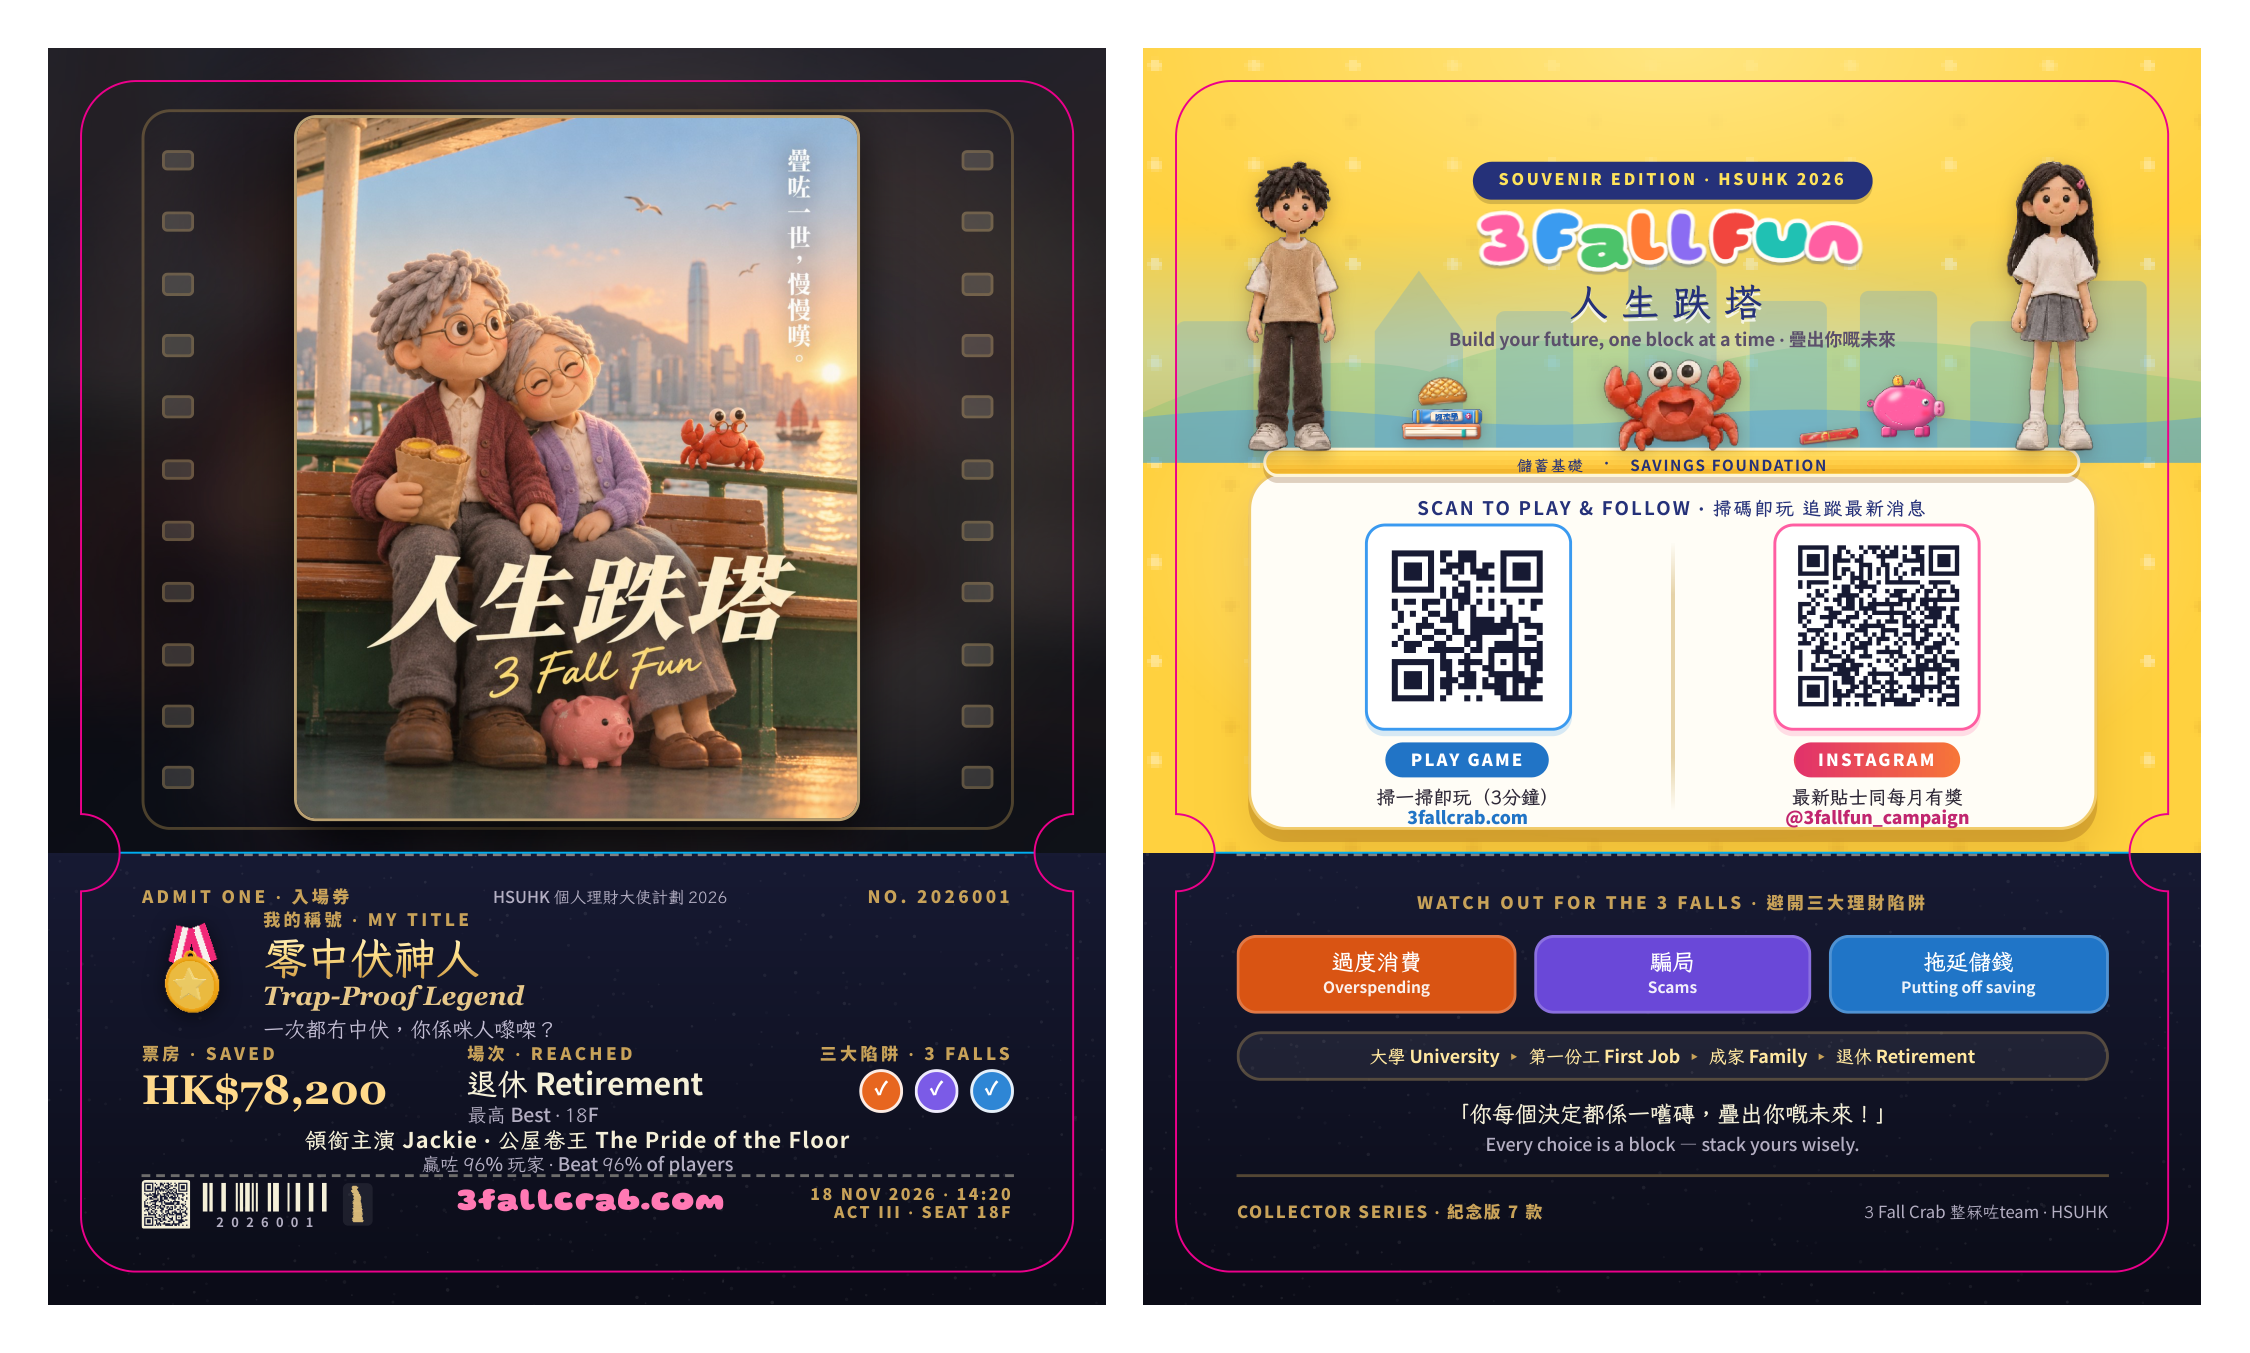 疊咗一世，慢慢嘆。
人生跌塔
3 Fall Fun
ADMIT ONE · 入場券
HSUHK 個人理財大使計劃 2026
NO. 2026001
我的稱號 · MY TITLE
零中伏神人
Trap-Proof Legend
一次都冇中伏，你係咪人嚟㗎？
票房 · SAVED
HK$78,200
場次 · REACHED
退休 Retirement
最高 Best · 18F
三大陷阱 · 3 FALLS
✓ ✓ ✓
領銜主演 Jackie · 公屋卷王 The Pride of the Floor
贏咗 96% 玩家 · Beat 96% of players
2026001
3fallcrab.com
18 NOV 2026 · 14:20
ACT III · SEAT 18F
SOUVENIR EDITION · HSUHK 2026
3FallFun
人生跌塔
Build your future, one block at a time · 疊出你嘅未來
儲蓄基礎 · SAVINGS FOUNDATION
SCAN TO PLAY & FOLLOW · 掃碼即玩 追蹤最新消息
PLAY GAME
掃一掃即玩（3分鐘）
3fallcrab.com
INSTAGRAM
最新貼士同每月有獎
@3fallfun_campaign
WATCH OUT FOR THE 3 FALLS · 避開三大理財陷阱
過度消費
Overspending
騙局
Scams
拖延儲錢
Putting off saving
大學 University ▸ 第一份工 First Job ▸ 成家 Family ▸ 退休 Retirement
「你每個決定都係一嚿磚，疊出你嘅未來！」
Every choice is a block — stack yours wisely.
COLLECTOR SERIES · 紀念版 7 款
3 Fall Crab 整冧咗team · HSUHK